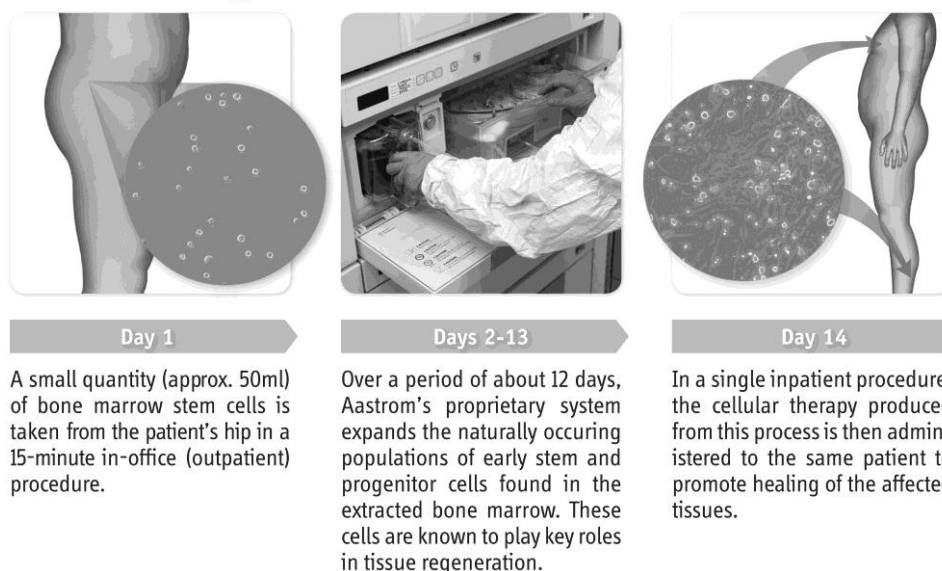 Day 1
A small quantity (approx. 50ml)
of bone marrow stem cells is
taken from the patient's hip in a
15-minute in-office (outpatient)
procedure.
Days 2-13
Over a period of about 12 days,
Aastrom's proprietary system
expands the naturally occuring
populations of early stem and
progenitor cells found in the
extracted bone marrow. These
cells are known to play key roles
in tissue regeneration.
Day 14
In a single inpatient procedure
the cellular therapy produce
from this process is then admin
istered to the same patient t
promote healing of the affecte
tissues.